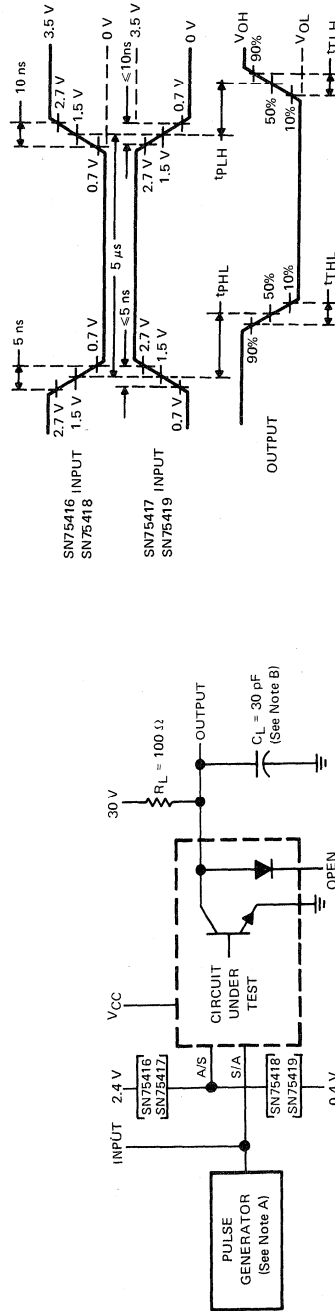 INPUT
2.4 V
SN75416
SN75417
VCC
30 V
RL = 100 Ω
OUTPUT
PULSE
GENERATOR
(See Note A)
A/S
S/A
CIRCUIT
UNDER
TEST
SN75418
SN75419
0.4 V
OPEN
CL = 30 pF
(See Note B)
SN75416 INPUT
SN75418
5 ns
10 ns
3.5 V
2.7 V
1.5 V
0.7 V
2.7 V
1.5 V
0.7 V
0 V
5 μs
SN75417 INPUT
SN75419
⩽5 ns
⩽10ns
3.5 V
2.7 V
1.5 V
0.7 V
2.7 V
1.5 V
0.7 V
0 V
OUTPUT
tPHL
tPLH
90%
50%
10%
VOH
90%
50%
10%
VOL
tTHL
tTLH